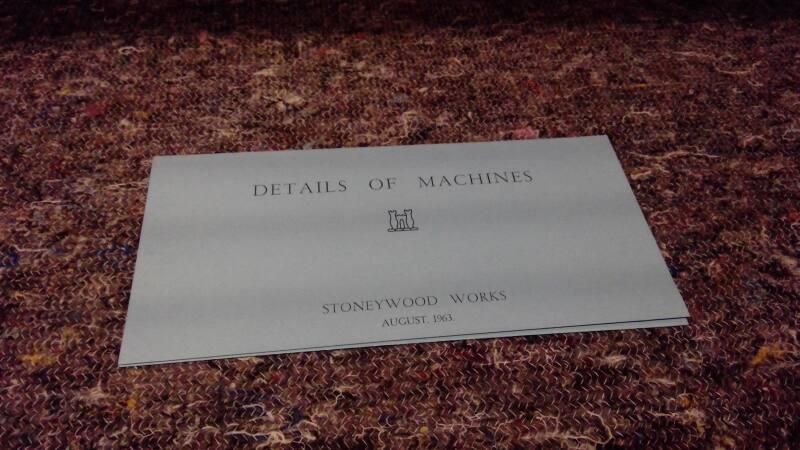 DETAILS OF MACHINES
STONEYWOOD WORKS
AUGUST, 1963.